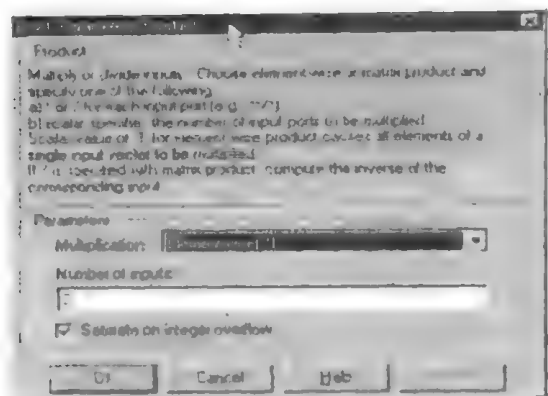 Product
Multiply or divide inputs. Choose element-wise or matrix product and
specify one of the following:
a) * or / for each input port (e.g.,
b) scalar specifies the number of input ports to be multiplied
Scalar value of '1' for element-wise product causes all elements of a
single input vector to be multiplied.
If / is specified with matrix product, compute the inverse of the
corresponding input
Parameters
Multiplication:
Number of inputs:
Saturate on integer overflow
Cancel
Help